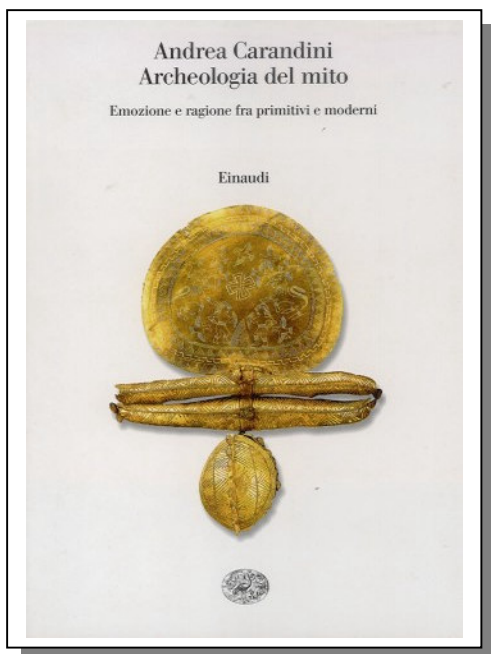 Andrea Carandini
Archeologia del mito
Emozione e ragione fra primitivi e moderni
Einaudi